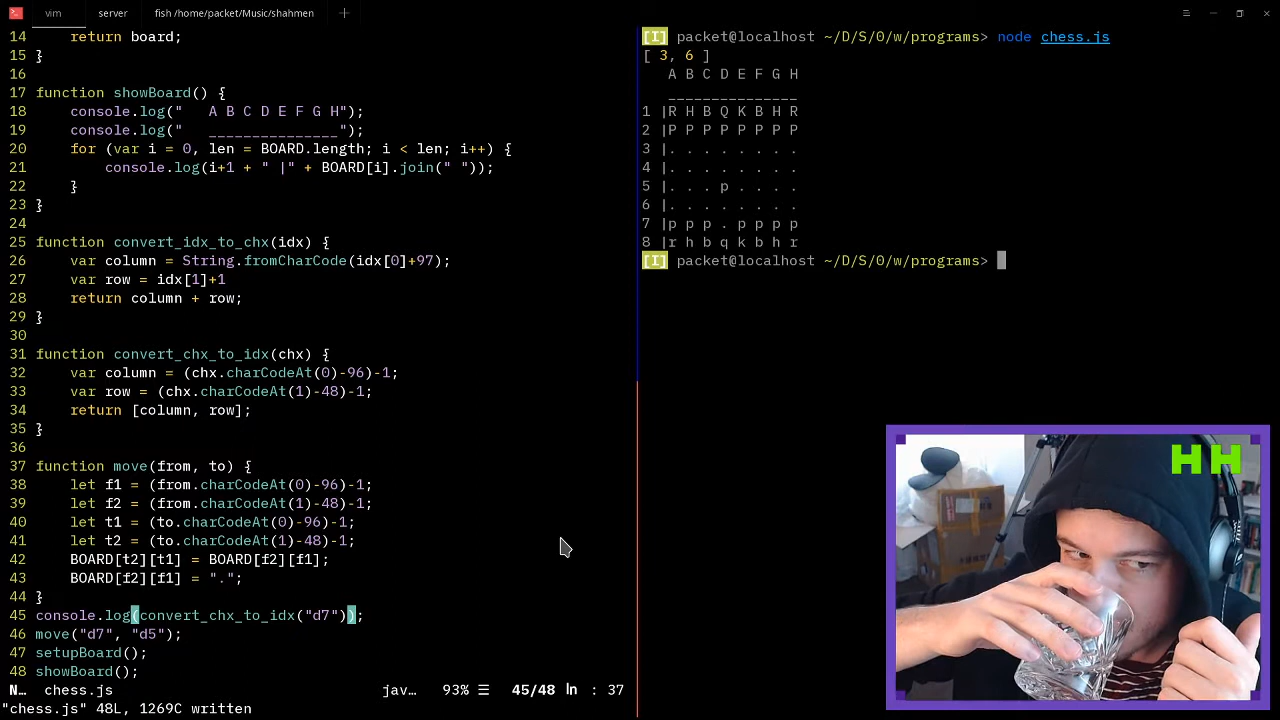 vim server fish /home/packet/Music/shahmen
14 return board;
15 }
16
17 function showBoard() {
18 console.log("   A B C D E F G H");
19 console.log("   _______________");
20 for (var i = 0, len = BOARD.length; i < len; i++) {
21 console.log(i+1 + " |" + BOARD[i].join(" "));
22 }
23 }
24
25 function convert_idx_to_chx(idx) {
26 var column = String.fromCharCode(idx[0]+97);
27 var row = idx[1]+1
28 return column + row;
29 }
30
31 function convert_chx_to_idx(chx) {
32 var column = (chx.charCodeAt(0)-96)-1;
33 var row = (chx.charCodeAt(1)-48)-1;
34 return [column, row];
35 }
36
37 function move(from, to) {
38 let f1 = (from.charCodeAt(0)-96)-1;
39 let f2 = (from.charCodeAt(1)-48)-1;
40 let t1 = (to.charCodeAt(0)-96)-1;
41 let t2 = (to.charCodeAt(1)-48)-1;
42 BOARD[t2][t1] = BOARD[f2][f1];
43 BOARD[f2][f1] = ".";
44 }
45 console.log(convert_chx_to_idx("d7"));
46 move("d7", "d5");
47 setupBoard();
48 showBoard();
N… chess.js jav… 93% ☰ 45/48 ln : 37
"chess.js" 48L, 1269C written
[I] packet@localhost ~/D/S/0/w/programs> node chess.js
[ 3, 6 ]
A B C D E F G H
_______________
1 |R H B Q K B H R
2 |P P P P P P P P
3 |. . . . . . . .
4 |. . . . . . . .
5 |. . . p . . . .
6 |. . . . . . . .
7 |p p p . p p p p
8 |r h b q k b h r
[I] packet@localhost ~/D/S/0/w/programs>
HH